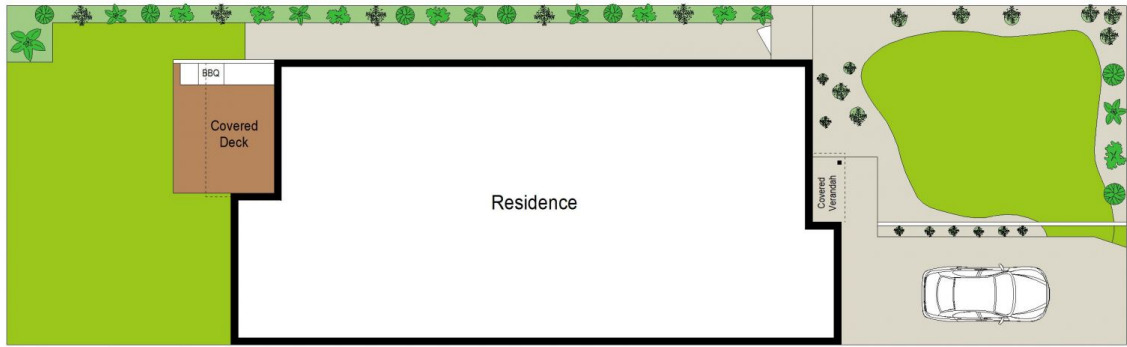 BBQ
Covered
Deck
Residence
Covered
Verandah